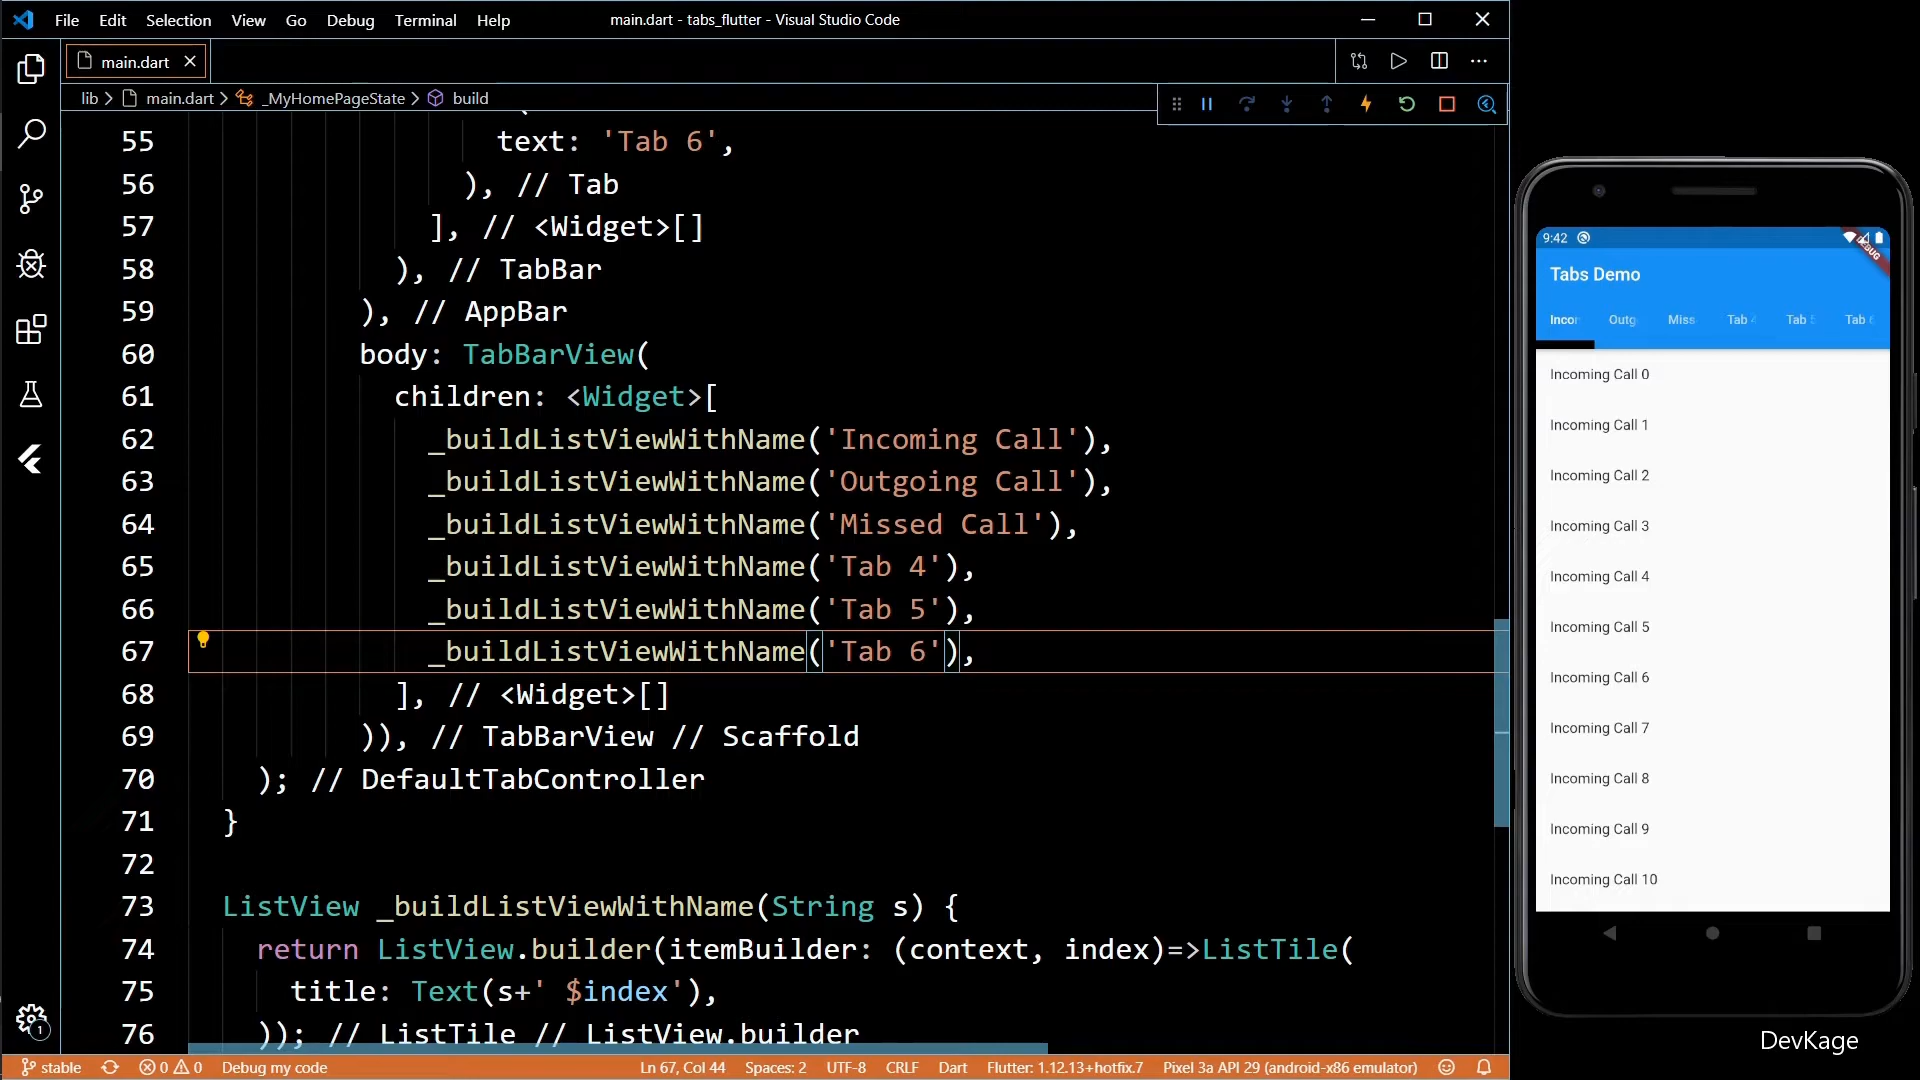 File Edit Selection View Go Debug Terminal Help main.dart - tabs_flutter - Visual Studio Code
main.dart
lib > main.dart > _MyHomePageState > build
55 text: 'Tab 6',
56 ), // Tab
57 ], // <Widget>[]
58 ), // TabBar
59 ), // AppBar
60 body: TabBarView(
61 children: <Widget>[
62 _buildListViewWithName('Incoming Call'),
63 _buildListViewWithName('Outgoing Call'),
64 _buildListViewWithName('Missed Call'),
65 _buildListViewWithName('Tab 4'),
66 _buildListViewWithName('Tab 5'),
67 _buildListViewWithName('Tab 6'),
68 ], // <Widget>[]
69 )), // TabBarView // Scaffold
70 ); // DefaultTabController
71 }
72
73 ListView _buildListViewWithName(String s) {
74 return ListView.builder(itemBuilder: (context, index)=>ListTile(
75 title: Text(s+' $index'),
76 )); // ListTile // ListView.builder
1
stable 0 0 Debug my code Ln 67, Col 44 Spaces: 2 UTF-8 CRLF Dart Flutter: 1.12.13+hotfix.7 Pixel 3a API 29 (android-x86 emulator)
9:42
DEBUG
Tabs Demo
Incor Outg Miss Tab 4 Tab 5 Tab 6
Incoming Call 0
Incoming Call 1
Incoming Call 2
Incoming Call 3
Incoming Call 4
Incoming Call 5
Incoming Call 6
Incoming Call 7
Incoming Call 8
Incoming Call 9
Incoming Call 10
DevKage